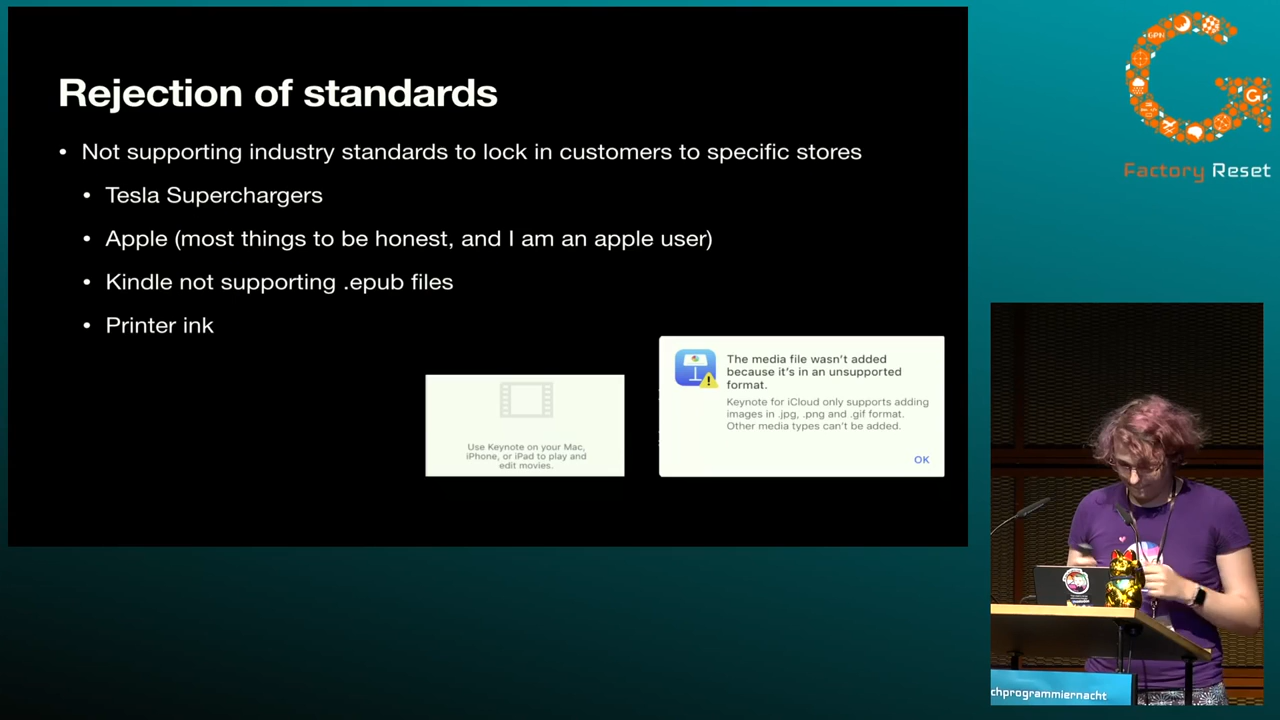 Rejection of standards
• Not supporting industry standards to lock in customers to specific stores
• Tesla Superchargers
• Apple (most things to be honest, and I am an apple user)
• Kindle not supporting .epub files
• Printer ink
Use Keynote on your Mac,
iPhone, or iPad to play and
edit movies.
The media file wasn't added
because it's in an unsupported
format.
Keynote for iCloud only supports adding
images in .jpg, .png and .gif format.
Other media types can't be added.
OK
GPN
Factory Reset
chprogrammiernacht